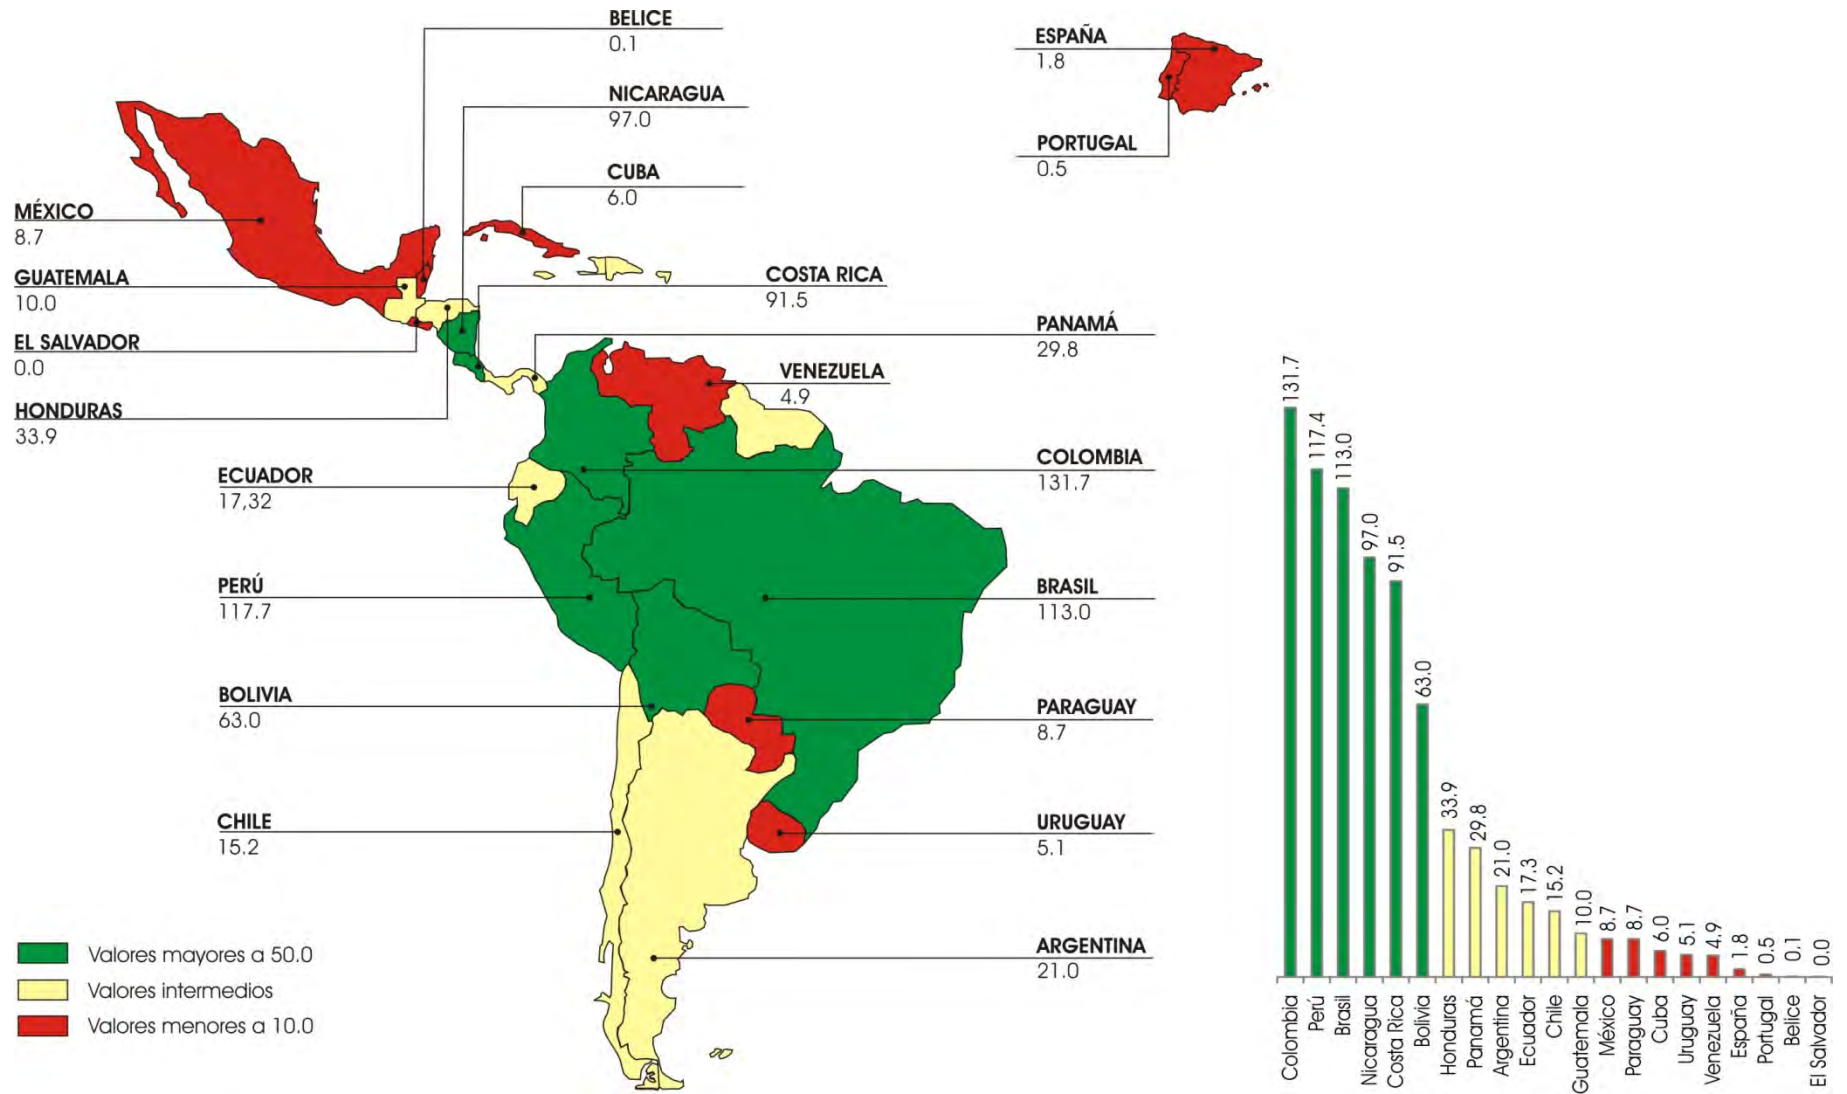 BELICE
0.1
NICARAGUA
97.0
CUBA
6.0
ESPAÑA
1.8
PORTUGAL
0.5
MÉXICO
8.7
GUATEMALA
10.0
EL SALVADOR
0.0
HONDURAS
33.9
COSTA RICA
91.5
PANAMÁ
29.8
VENEZUELA
4.9
COLOMBIA
131.7
ECUADOR
17,32
PERÚ
117.7
BRASIL
113.0
BOLIVIA
63.0
PARAGUAY
8.7
CHILE
15.2
URUGUAY
5.1
ARGENTINA
21.0
Valores mayores a 50.0
Valores intermedios
Valores menores a 10.0
131.7
117.4
113.0
97.0
91.5
63.0
33.9
29.8
21.0
17.3
15.2
10.0
8.7
8.7
6.0
5.1
4.9
1.8
0.5
0.1
0.0
Colombia
Perú
Brasil
Nicaragua
Costa Rica
Bolivia
Honduras
Panamá
Argentina
Ecuador
Chile
Guatemala
México
Paraguay
Cuba
Uruguay
Venezuela
España
Portugal
Belice
El Salvador